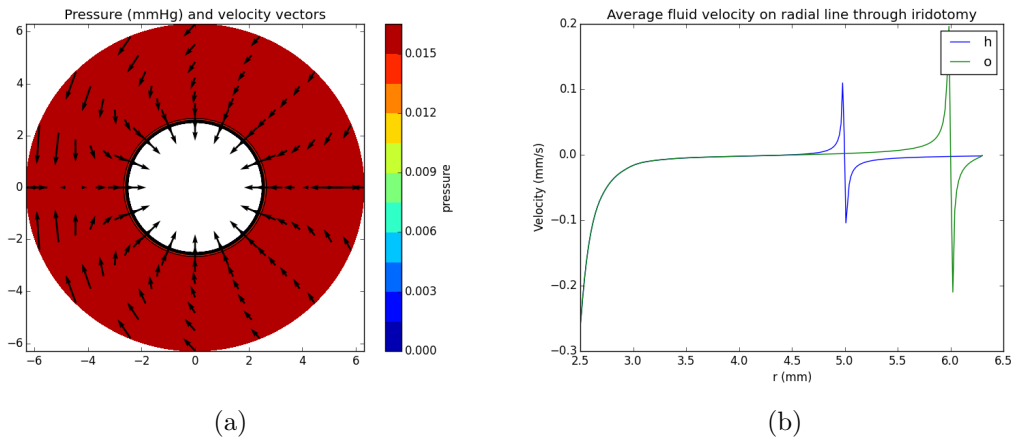 Pressure (mmHg) and velocity vectors
6
4
2
0
−2
−4
−6
−6 −4 −2 0 2 4 6
0.015
0.012
0.009
0.006
0.003
0.000
pressure
(a)
Average fluid velocity on radial line through iridotomy
0.2
0.1
0.0
−0.1
−0.2
−0.3
Velocity (mm/s)
h
o
2.5 3.0 3.5 4.0 4.5 5.0 5.5 6.0 6.5
r (mm)
(b)